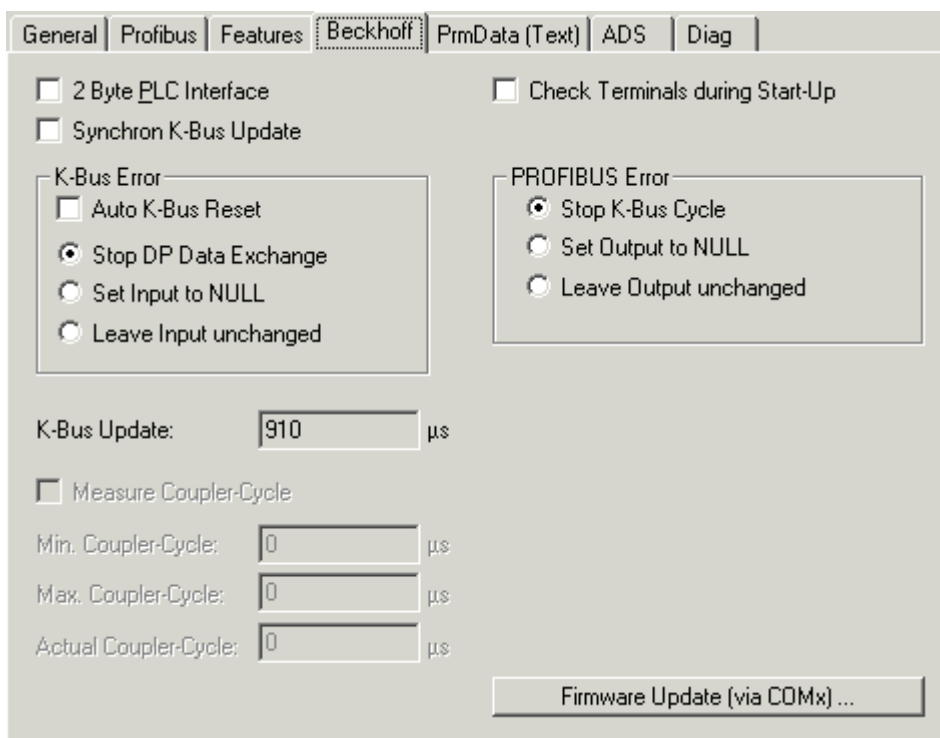 General Profibus Features Beckhoff PrmData (Text) ADS Diag
2 Byte PLC Interface
Check Terminals during Start-Up
Synchron K-Bus Update
K-Bus Error
Auto K-Bus Reset
Stop DP Data Exchange
Set Input to NULL
Leave Input unchanged
PROFIBUS Error
Stop K-Bus Cycle
Set Output to NULL
Leave Output unchanged
K-Bus Update: 910 µs
Measure Coupler-Cycle
Min. Coupler-Cycle: 0 µs
Max. Coupler-Cycle: 0 µs
Actual Coupler-Cycle: 0 µs
Firmware Update (via COMx) ...